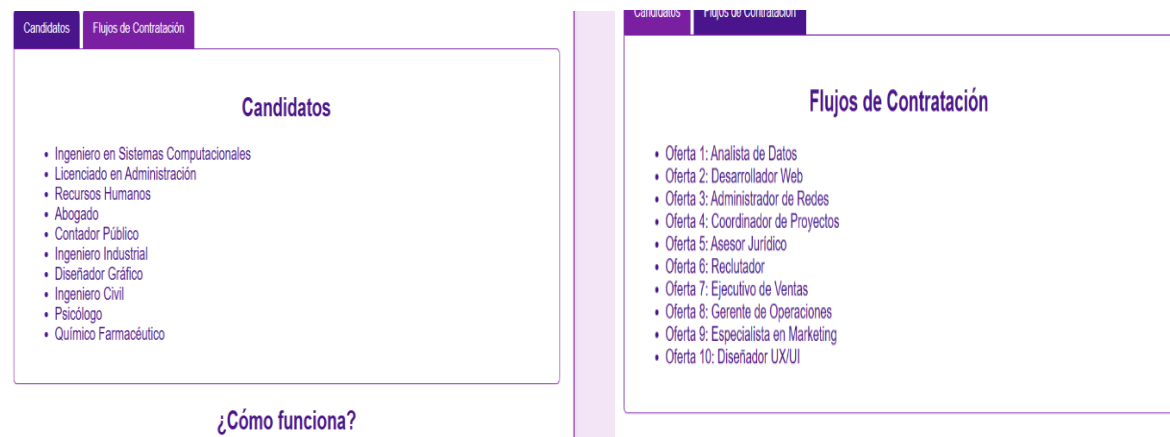 Candidatos
Flujos de Contratación
Candidatos
Ingeniero en Sistemas Computacionales
Licenciado en Administración
Recursos Humanos
Abogado
Contador Público
Ingeniero Industrial
Diseñador Gráfico
Ingeniero Civil
Psicólogo
Químico Farmacéutico
¿Cómo funciona?
Candidatos
Flujos de Contratación
Flujos de Contratación
Oferta 1: Analista de Datos
Oferta 2: Desarrollador Web
Oferta 3: Administrador de Redes
Oferta 4: Coordinador de Proyectos
Oferta 5: Asesor Jurídico
Oferta 6: Reclutador
Oferta 7: Ejecutivo de Ventas
Oferta 8: Gerente de Operaciones
Oferta 9: Especialista en Marketing
Oferta 10: Diseñador UX/UI